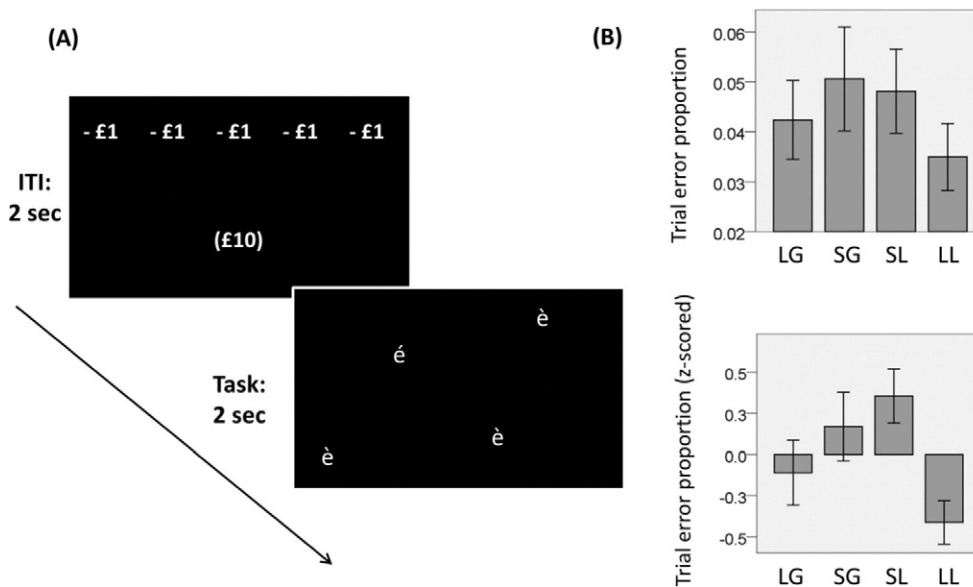 (A)
- £1 - £1 - £1 - £1 - £1
ITI:
2 sec
(£10)
Task:
2 sec
è
é
è
è
(B)
Trial error proportion
0.06
0.05
0.04
0.03
0.02
LG SG SL LL
Trial error proportion (z-scored)
0.5
0.3
0.0
-0.3
-0.5
LG SG SL LL